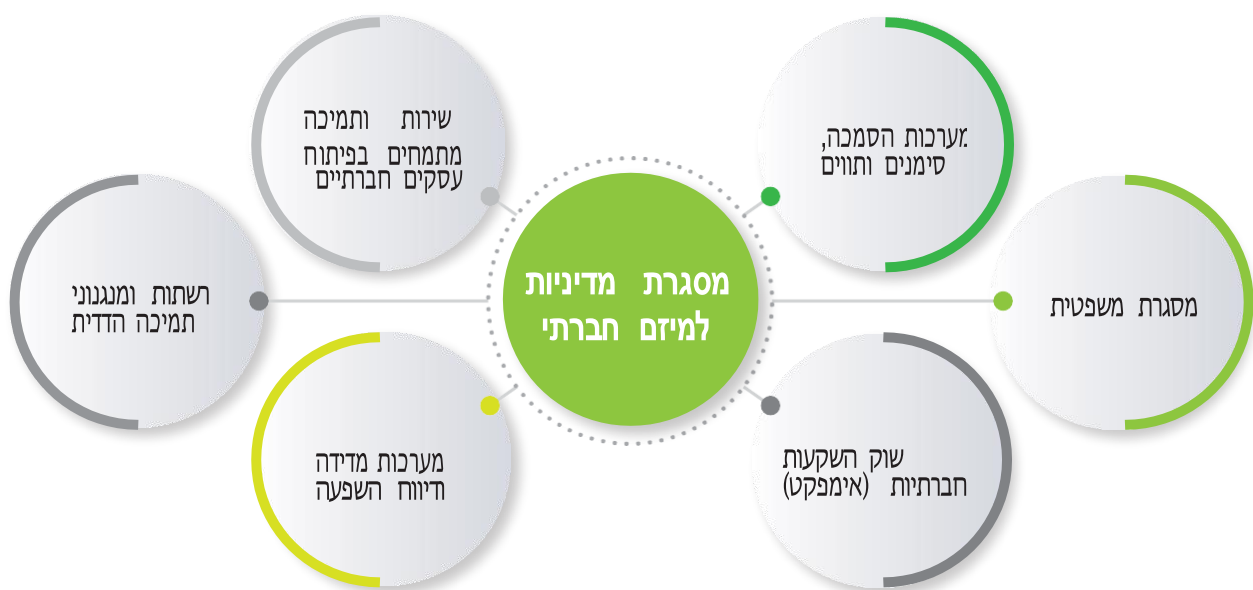 מערכות הסמכה,
סימנים ותווים
שירות ותמיכה
מתמחים בפיתוח
עסקים חברתיים
מסגרת משפטית
מסגרת מדיניות
למיזם חברתי
רשתות ומנגנוני
תמיכה הדדית
שוק השקעות
חברתיות (אימפקט)
מערכות מדידה
ודיווח השפעה